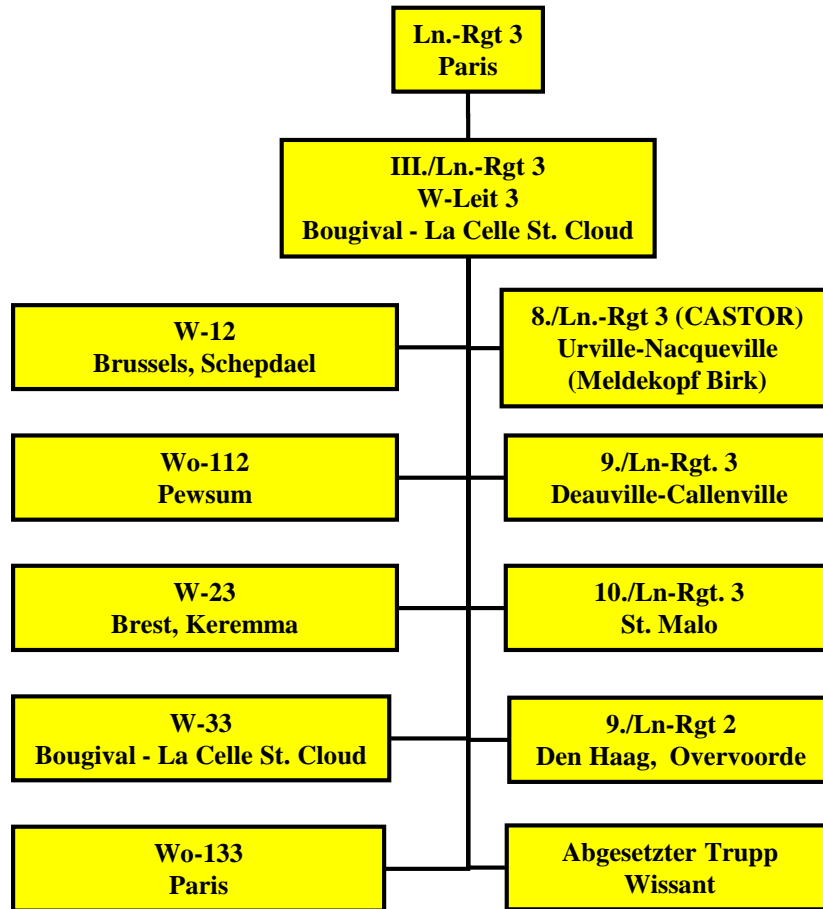 Ln.-Rgt 3
Paris
III./Ln.-Rgt 3
W-Leit 3
Bougival - La Celle St. Cloud
W-12
Brussels, Schepdael
8./Ln.-Rgt 3 (CASTOR)
Urville-Nacqueville
(Meldekopf Birk)
Wo-112
Pewsum
9./Ln-Rgt. 3
Deauville-Callenville
W-23
Brest, Keremma
10./Ln-Rgt. 3
St. Malo
W-33
Bougival - La Celle St. Cloud
9./Ln-Rgt 2
Den Haag, Overvoorde
Wo-133
Paris
Abgesetzter Trupp
Wissant